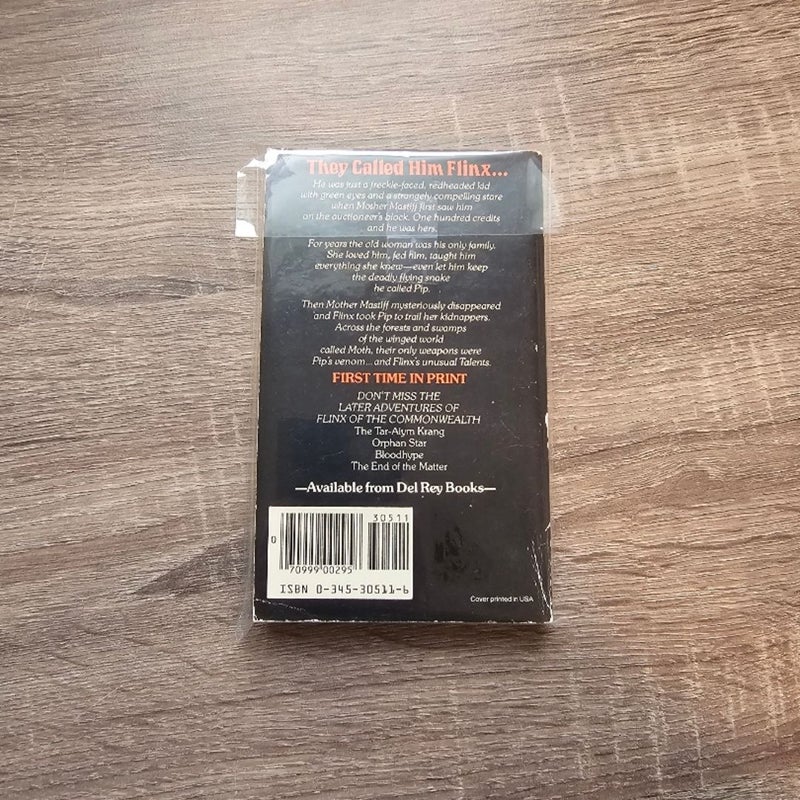 They Called Him Flinx...
He was just a freckle-faced, redheaded kid
with green eyes and a strangely compelling stare
when Mother Mastiff first saw him
on the auctioneer's block. One hundred credits
and he was hers.
For years the old woman was his only family.
She loved him, fed him, taught him
everything she knew—even let him keep
the deadly flying snake
he called Pip.
Then Mother Mastiff mysteriously disappeared
and Flinx took Pip to trail her kidnappers.
Across the forests and swamps
of the winged world
called Moth, their only weapons were
Pip's venom...and Flinx's unusual Talents.
FIRST TIME IN PRINT
DON'T MISS THE
LATER ADVENTURES OF
FLINX OF THE COMMONWEALTH
The Tar-Aiym Krang
Orphan Star
Bloodhype
The End of the Matter
—Available from Del Rey Books—
30511
0
70999 00295
ISBN 0-345-30511-6
Cover printed in USA